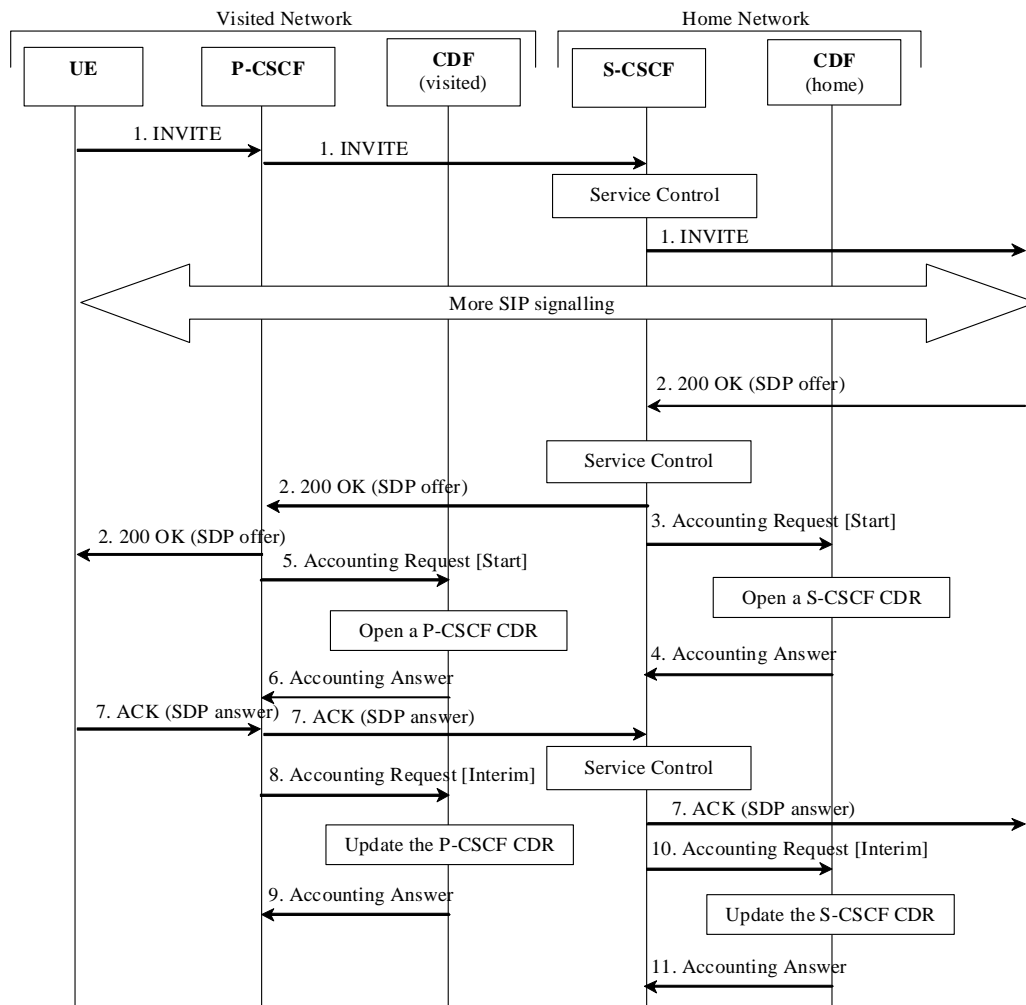 Visited Network
Home Network
UE
P-CSCF
CDF
(visited)
S-CSCF
CDF
(home)
1. INVITE
1. INVITE
Service Control
1. INVITE
More SIP signalling
2. 200 OK (SDP offer)
Service Control
2. 200 OK (SDP offer)
3. Accounting Request [Start]
2. 200 OK (SDP offer)
5. Accounting Request [Start]
Open a S-CSCF CDR
Open a P-CSCF CDR
4. Accounting Answer
6. Accounting Answer
7. ACK (SDP answer)
7. ACK (SDP answer)
Service Control
8. Accounting Request [Interim]
7. ACK (SDP answer)
Update the P-CSCF CDR
10. Accounting Request [Interim]
9. Accounting Answer
Update the S-CSCF CDR
11. Accounting Answer